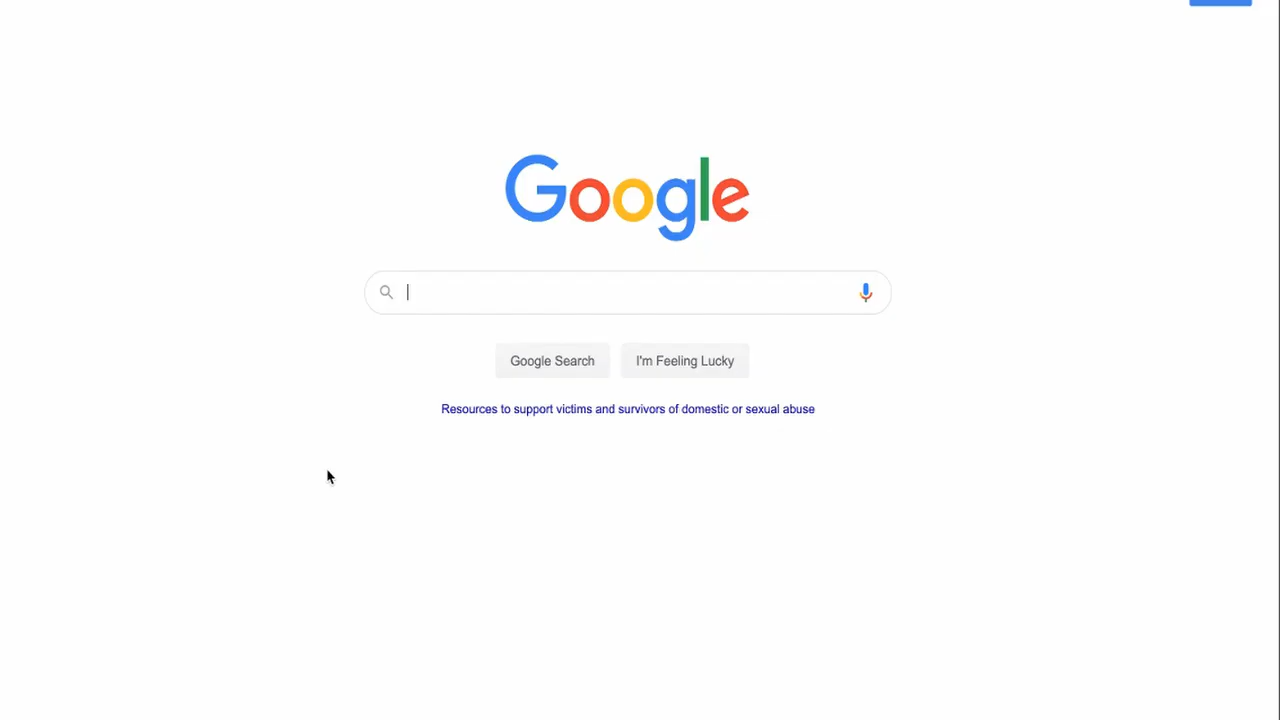 Google
Google Search
I'm Feeling Lucky
Resources to support victims and survivors of domestic or sexual abuse